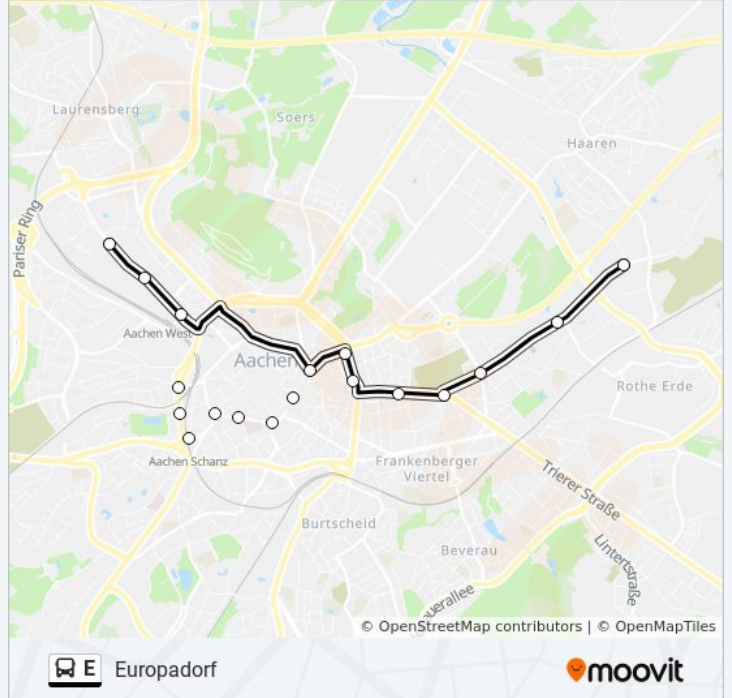 Laurensberg
Soers
Haaren
Pariser Ring
Aachen West
Aachen
Rothe Erde
Aachen Schanz
Frankenberger
Viertel
Trierer Straße
Burtscheid
Beverau
Lintertstraße
© OpenStreetMap contributors | © OpenMapTiles
E Europadorf
moovit